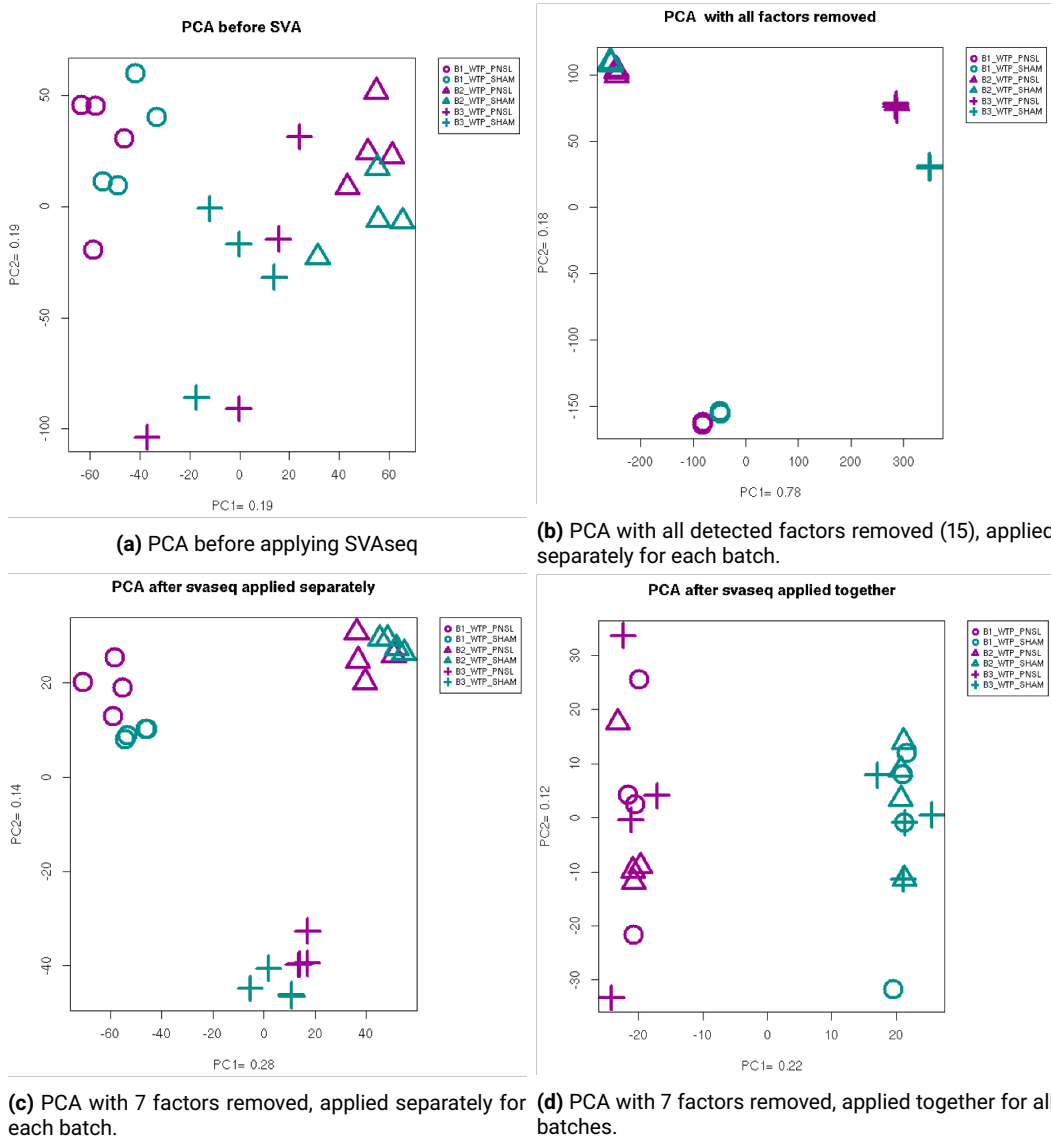 PCA before SVA
50
0
-50
-100
-60
-40
-20
0
20
40
60
PC2= 0.19
PC1= 0.19
B1_WTP_PNSL
B1_WTP_SHAM
B2_WTP_PNSL
B2_WTP_SHAM
B3_WTP_PNSL
B3_WTP_SHAM
(a) PCA before applying SVAseq
PCA with all factors removed
100
50
0
-50
-100
-150
-200
-100
0
100
200
300
PC2= 0.18
PC1= 0.78
B1_WTP_PNSL
B1_WTP_SHAM
B2_WTP_PNSL
B2_WTP_SHAM
B3_WTP_PNSL
B3_WTP_SHAM
(b) PCA with all detected factors removed (15), applied
separately for each batch.
PCA after svaseq applied separately
20
0
-20
-40
-60
-40
-20
0
20
40
PC2= 0.14
PC1= 0.28
B1_WTP_PNSL
B1_WTP_SHAM
B2_WTP_PNSL
B2_WTP_SHAM
B3_WTP_PNSL
B3_WTP_SHAM
(c) PCA with 7 factors removed, applied separately for
each batch.
PCA after svaseq applied together
30
20
10
0
-10
-20
-30
-20
-10
0
10
20
PC2= 0.12
PC1= 0.22
B1_WTP_PNSL
B1_WTP_SHAM
B2_WTP_PNSL
B2_WTP_SHAM
B3_WTP_PNSL
B3_WTP_SHAM
(d) PCA with 7 factors removed, applied together for all
batches.